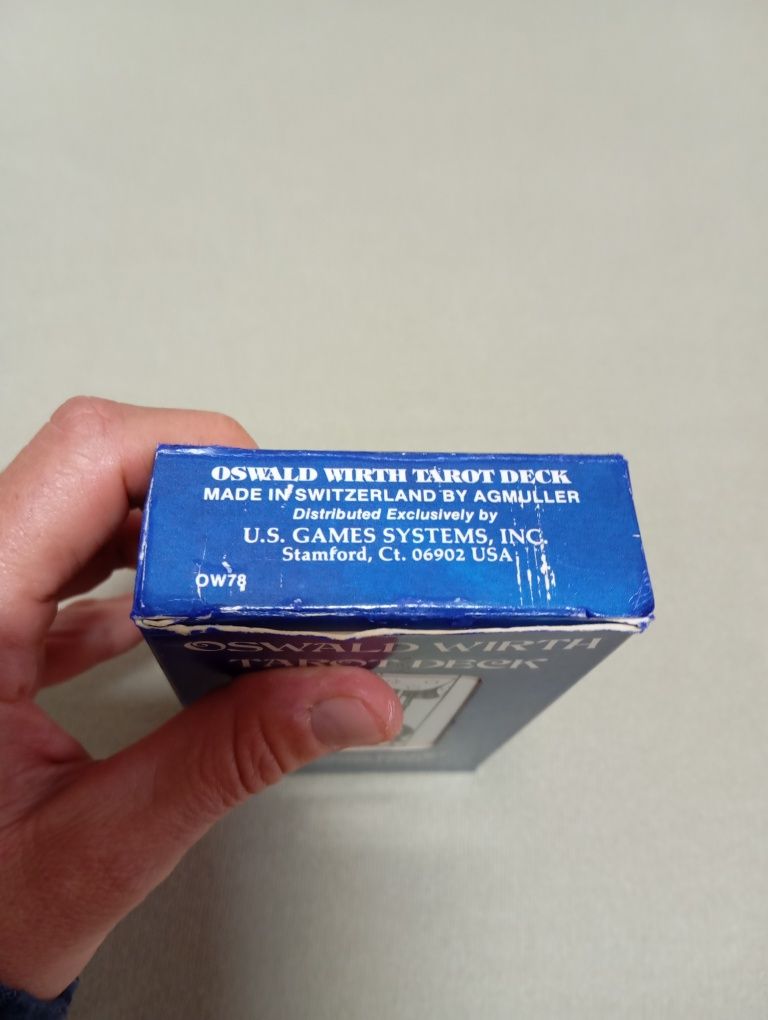 OSWALD WIRTH TAROT DECK
MADE IN SWITZERLAND BY AGMULLER
Distributed Exclusively by
U.S. GAMES SYSTEMS, INC.
Stamford, Ct. 06902 USA
OW78
OSWALD WIRTH
TAROT DECK